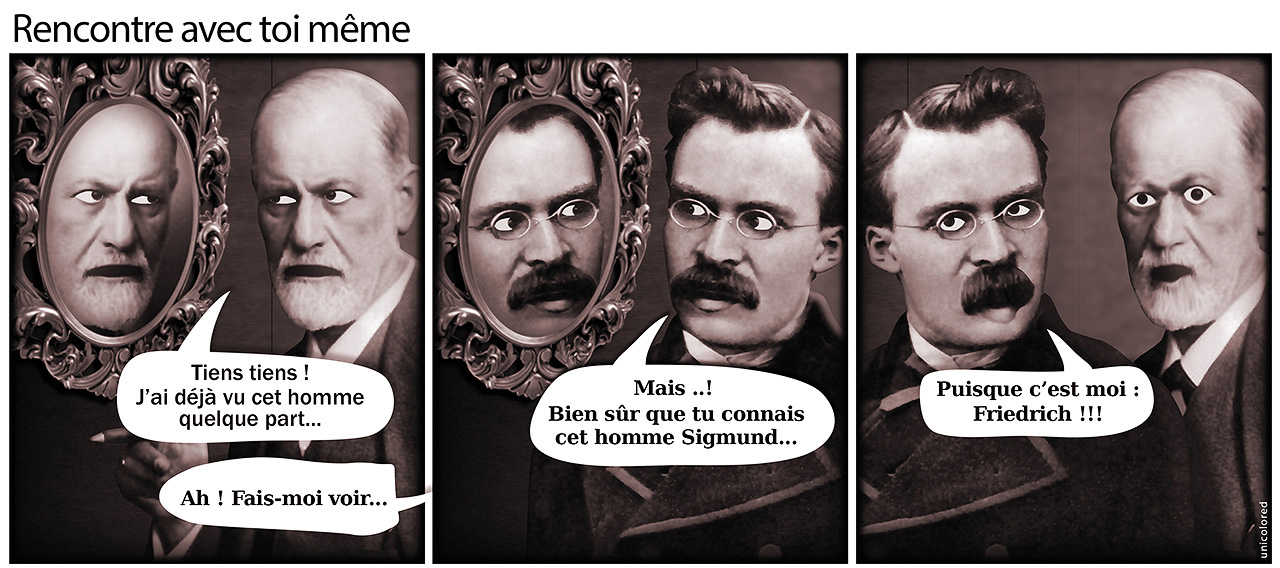 Rencontre avec toi même
Tiens tiens !
J'ai déjà vu cet homme
quelque part...
Ah ! Fais-moi voir...
Mais ..!
Bien sûr que tu connais
cet homme Sigmund...
Puisque c'est moi :
Friedrich !!!
unicolored